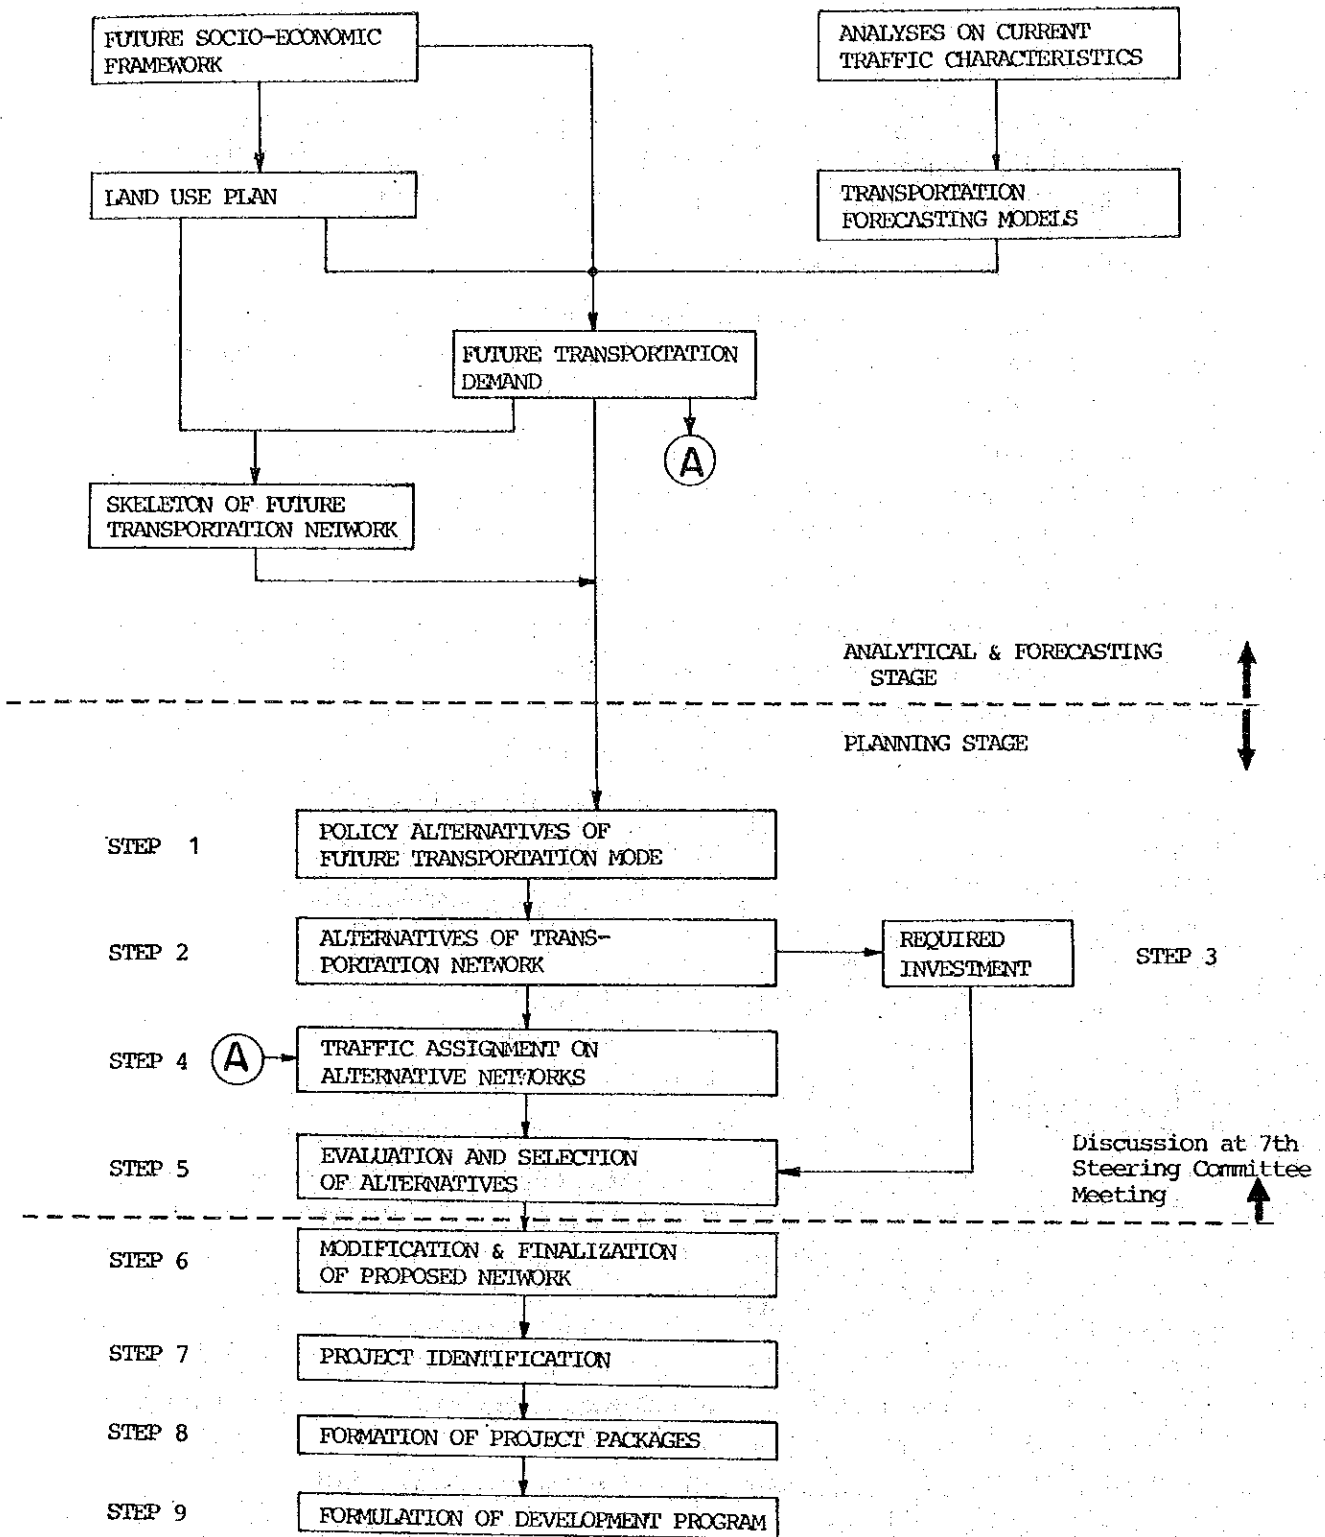 FUTURE SOCIO-ECONOMIC
FRAMEWORK
ANALYSES ON CURRENT
TRAFFIC CHARACTERISTICS
LAND USE PLAN
TRANSPORTATION
FORECASTING MODELS
FUTURE TRANSPORTATION
DEMAND
A
SKELETON OF FUTURE
TRANSPORTATION NETWORK
ANALYTICAL & FORECASTING
STAGE
PLANNING STAGE
STEP 1
POLICY ALTERNATIVES OF
FUTURE TRANSPORTATION MODE
STEP 2
ALTERNATIVES OF TRANS-
PORTATION NETWORK
REQUIRED
INVESTMENT
STEP 3
STEP 4
A
TRAFFIC ASSIGNMENT ON
ALTERNATIVE NETWORKS
STEP 5
EVALUATION AND SELECTION
OF ALTERNATIVES
Discussion at 7th
Steering Committee
Meeting
STEP 6
MODIFICATION & FINALIZATION
OF PROPOSED NETWORK
STEP 7
PROJECT IDENTIFICATION
STEP 8
FORMATION OF PROJECT PACKAGES
STEP 9
FORMULATION OF DEVELOPMENT PROGRAM